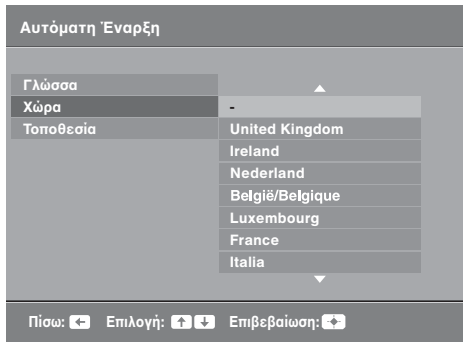 Αυτόματη Έναρξη
Γλώσσα
Χώρα -
Τοποθεσία United Kingdom
Ireland
Nederland
België/Belgique
Luxembourg
France
Italia
Πίσω: Επιλογή: Επιβεβαίωση: